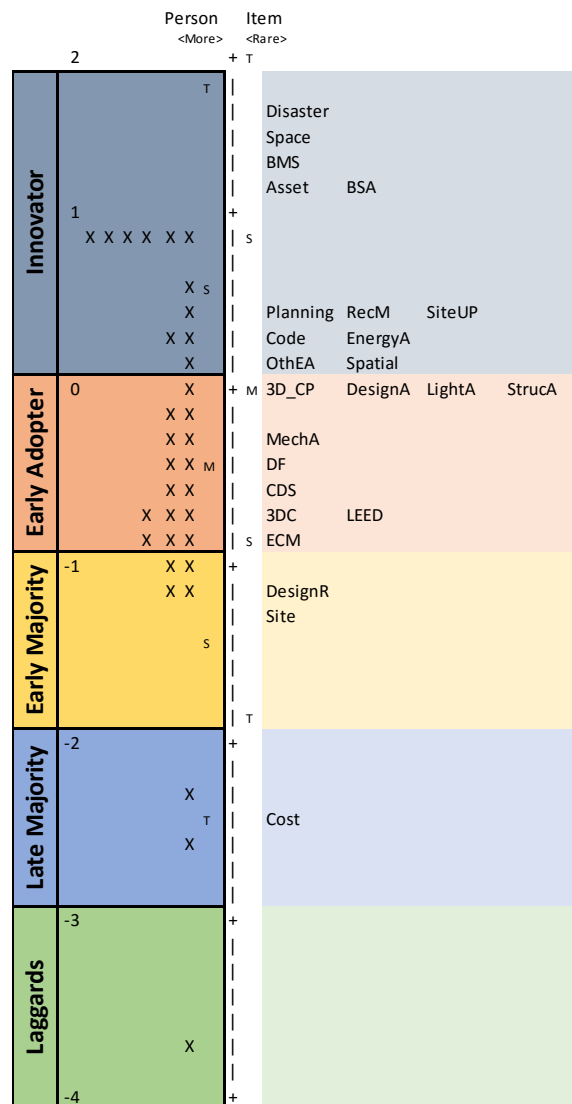 Person Item
<More> <Rare>
2 + T
T |
| Disaster
| Space
| BMS
| Asset BSA
1 +
X X X X X X | S
|
X S |
X | Planning RecM SiteUP
X X | Code EnergyA
X | OthEA Spatial
Innovator
0 X + M 3D_CP DesignA LightA StrucA
X X |
X X | MechA
X X M | DF
X X | CDS
X X X | 3DC LEED
X X X | S ECM
Early Adopter
-1 X X +
X X | DesignR
| Site
S |
|
|
| T
Early Majority
-2 +
|
X |
T | Cost
X |
|
|
Late Majority
-3 +
|
|
|
|
X |
|
-4 +
Laggards